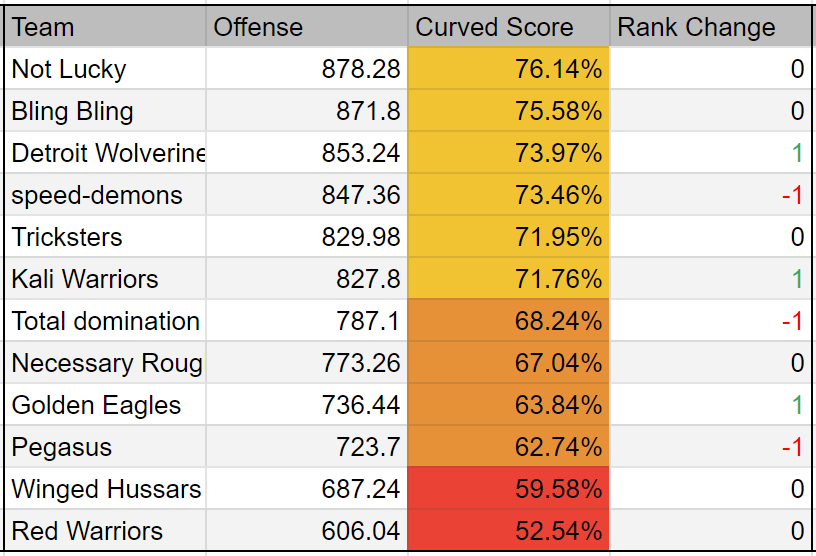 Team Offense Curved Score Rank Change
Not Lucky 878.28 76.14% 0
Bling Bling 871.8 75.58% 0
Detroit Wolverine 853.24 73.97% 1
speed-demons 847.36 73.46% -1
Tricksters 829.98 71.95% 0
Kali Warriors 827.8 71.76% 1
Total domination 787.1 68.24% -1
Necessary Roug 773.26 67.04% 0
Golden Eagles 736.44 63.84% 1
Pegasus 723.7 62.74% -1
Winged Hussars 687.24 59.58% 0
Red Warriors 606.04 52.54% 0